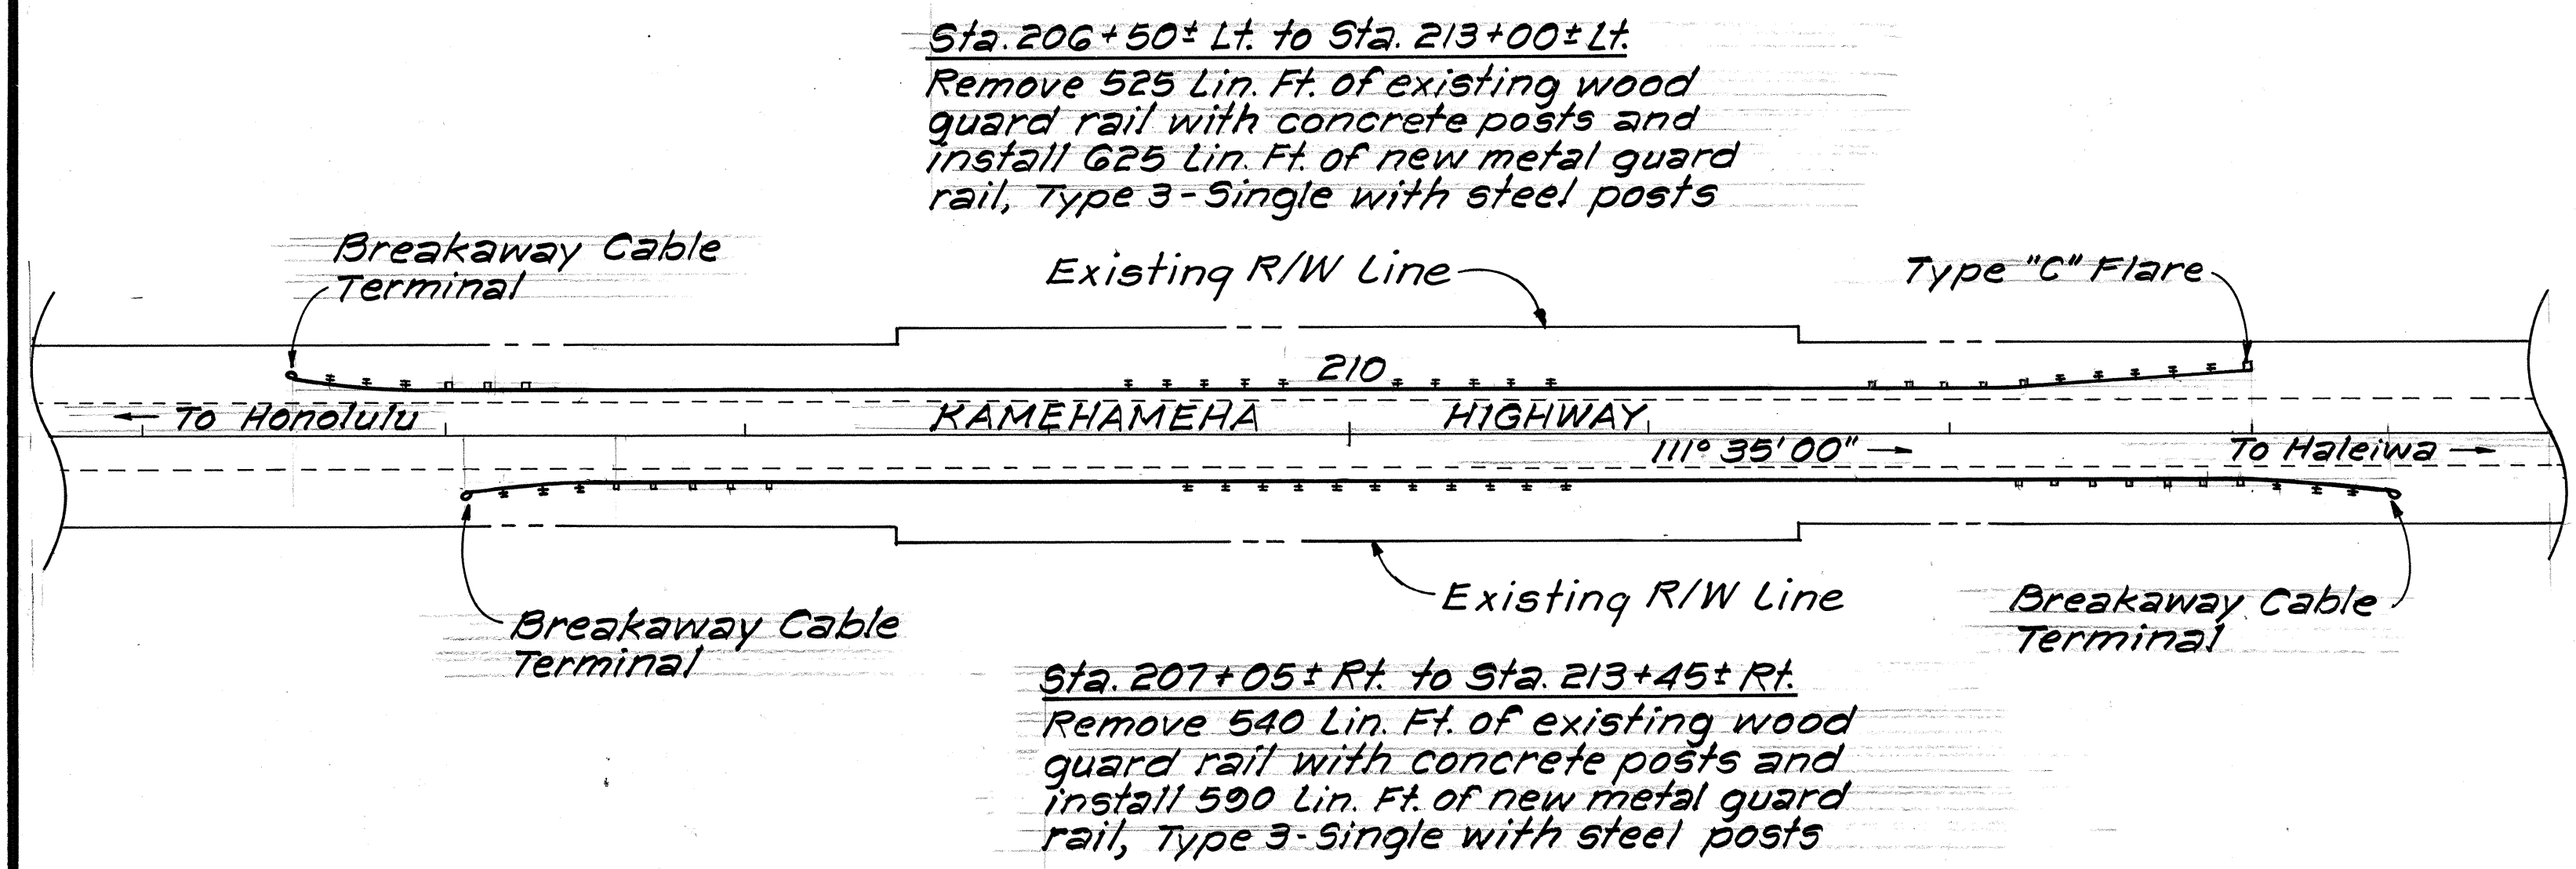 Sta. 206+50± Lt. to Sta. 213+00± Lt.
Remove 525 Lin. Ft. of existing wood
guard rail with concrete posts and
install 625 Lin. Ft. of new metal guard
rail, Type 3-Single with steel posts
Breakaway Cable
Terminal
Existing R/W Line
Type "C" Flare
210
← To Honolulu
KAMEHAMEHA HIGHWAY
111° 35' 00" →
To Haleiwa →
Existing R/W Line
Breakaway Cable
Terminal
Breakaway Cable
Terminal
Sta. 207+05± Rt. to Sta. 213+45± Rt.
Remove 540 Lin. Ft. of existing wood
guard rail with concrete posts and
install 590 Lin. Ft. of new metal guard
rail, Type 3-Single with steel posts